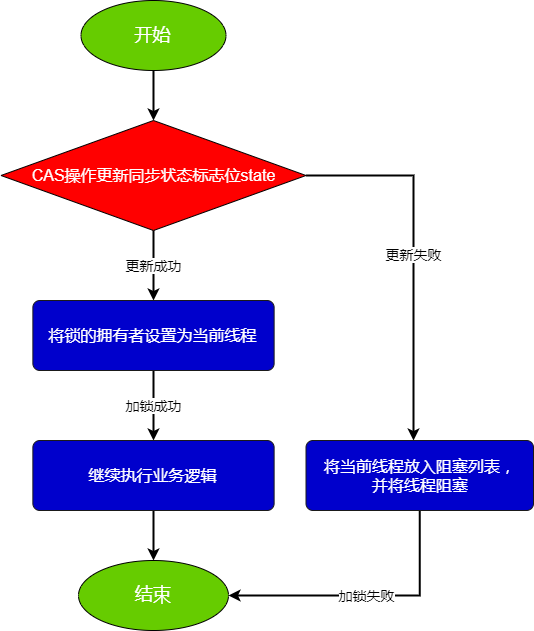 开始
CAS操作更新同步状态标志位state
更新成功
更新失败
将锁的拥有者设置为当前线程
加锁成功
继续执行业务逻辑
将当前线程放入阻塞列表，
并将线程阻塞
结束
加锁失败